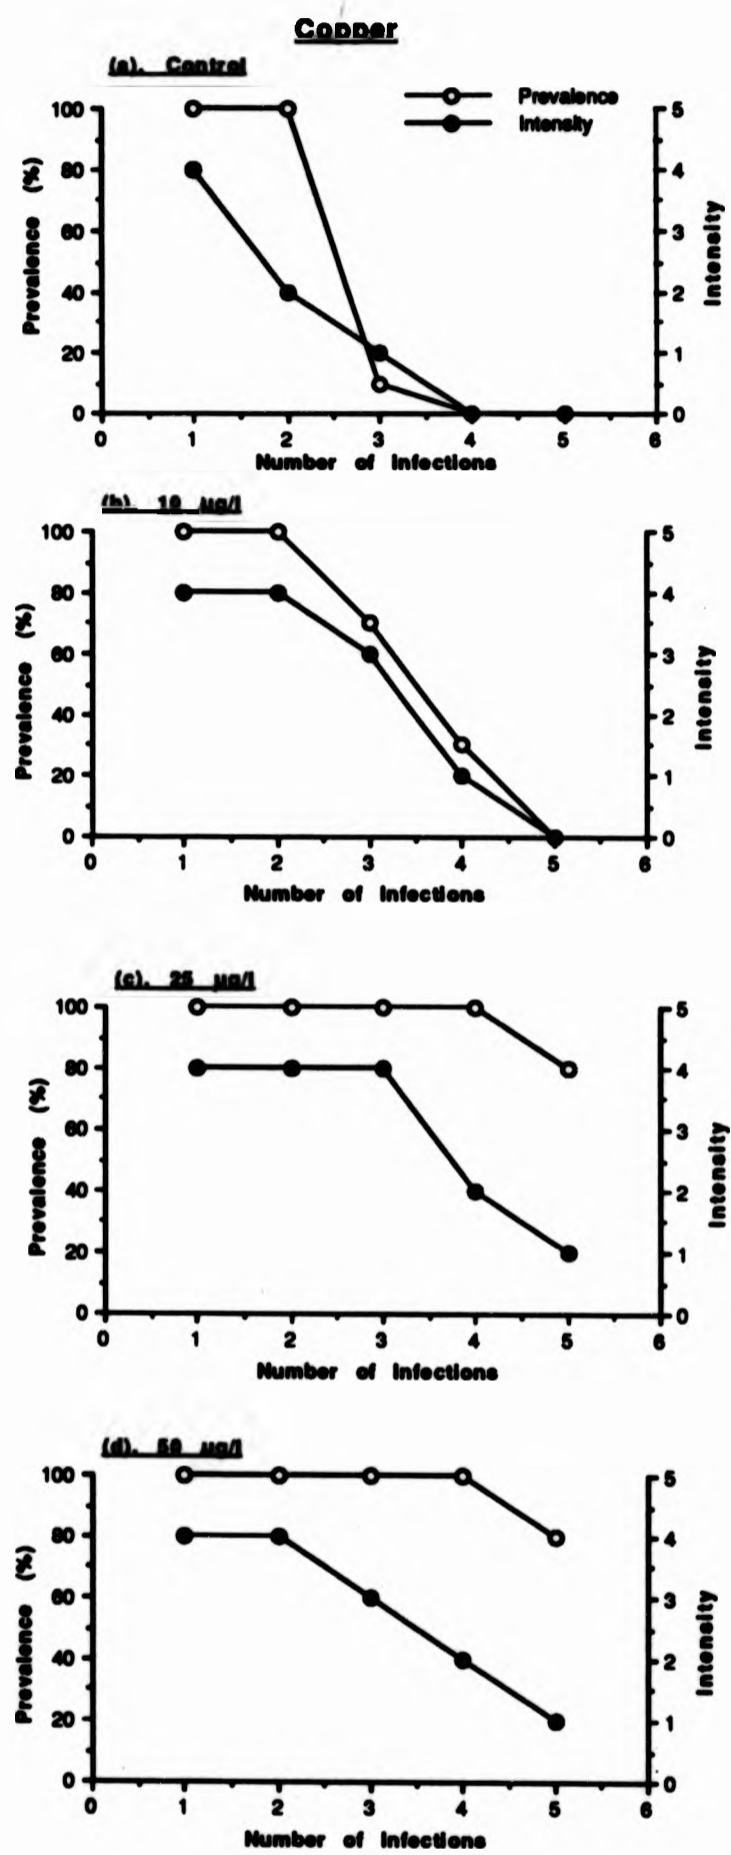 Copper
(a). Control
Prevalence
Intensity
100
80
60
40
20
0
Prevalence (%)
5
4
3
2
1
0
Intensity
0 1 2 3 4 5 6
Number of Infections
(b). 10 µg/l
100
80
60
40
20
0
Prevalence (%)
5
4
3
2
1
0
Intensity
0 1 2 3 4 5 6
Number of Infections
(c). 25 µg/l
100
80
60
40
20
0
Prevalence (%)
5
4
3
2
1
0
Intensity
0 1 2 3 4 5 6
Number of Infections
(d). 50 µg/l
100
80
60
40
20
0
Prevalence (%)
5
4
3
2
1
0
Intensity
0 1 2 3 4 5 6
Number of Infections